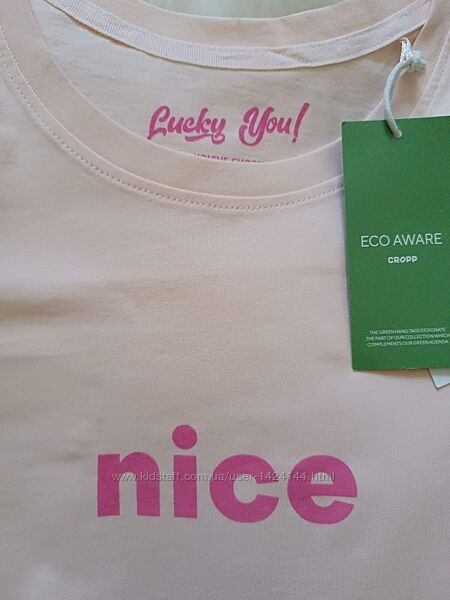 Lucky You!
ECO AWARE
CROPP
THE GREEN HANG TAGS DESIGNATE
THE PART OF OUR COLLECTION WHICH
COMPLEMENTS OUR GREEN AGENDA
nice
www.kidstaff.com.ua/user-1424144.html